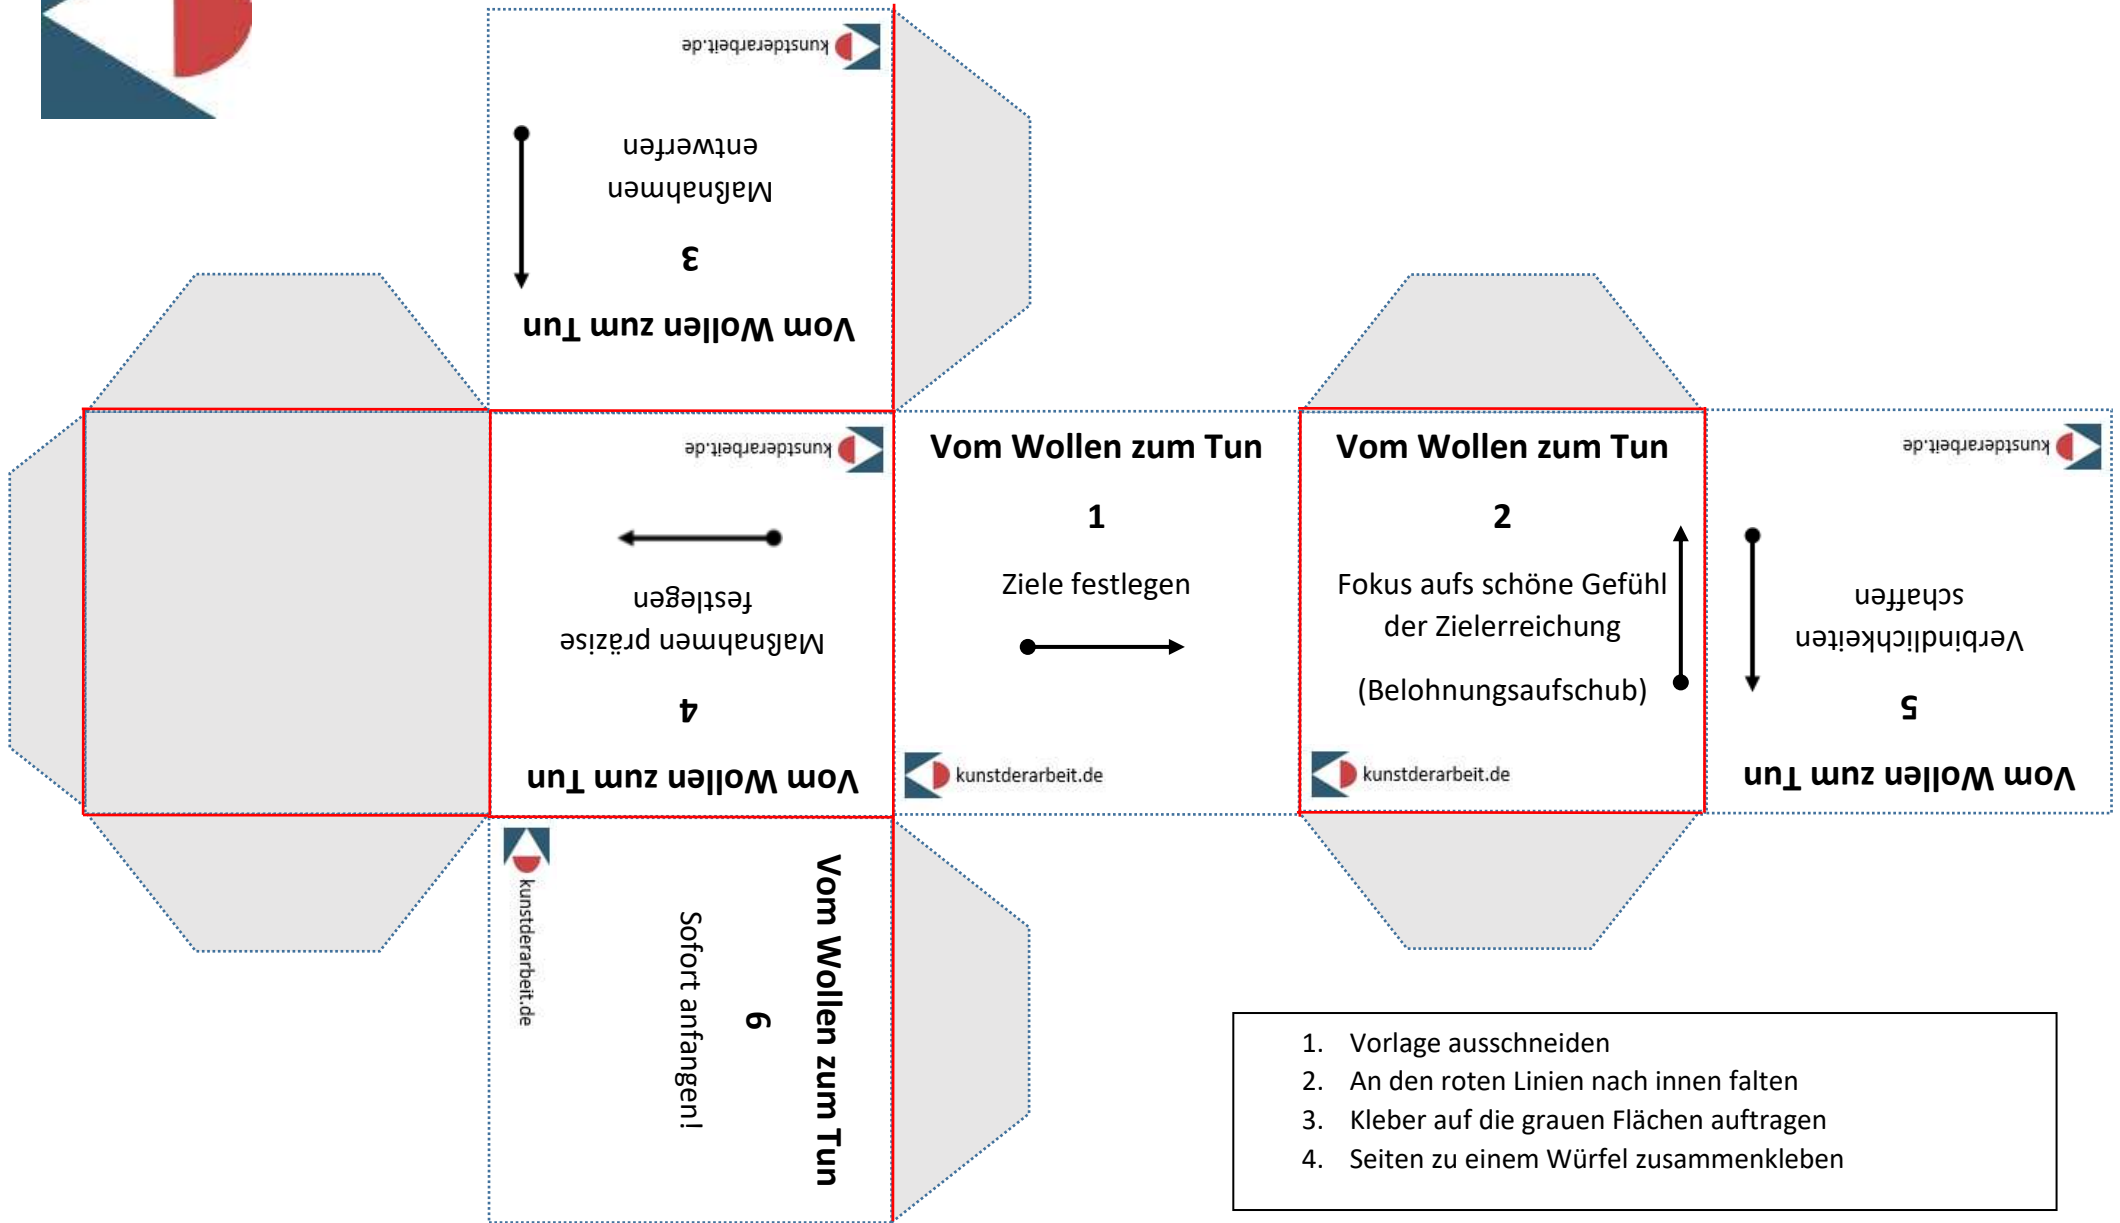 kunstderarbeit.de
Vom Wollen zum Tun
3
Maßnahmen
entwerfen
Vom Wollen zum Tun
4
Maßnahmen präzise
festlegen
kunstderarbeit.de
Vom Wollen zum Tun
1
Ziele festlegen
kunstderarbeit.de
Vom Wollen zum Tun
2
Fokus aufs schöne Gefühl
der Zielerreichung
(Belohnungsaufschub)
kunstderarbeit.de
Vom Wollen zum Tun
5
Verbindlichkeiten
schaffen
kunstderarbeit.de
Vom Wollen zum Tun
6
Sofort anfangen!
kunstderarbeit.de
1. Vorlage ausschneiden
2. An den roten Linien nach innen falten
3. Kleber auf die grauen Flächen auftragen
4. Seiten zu einem Würfel zusammenkleben